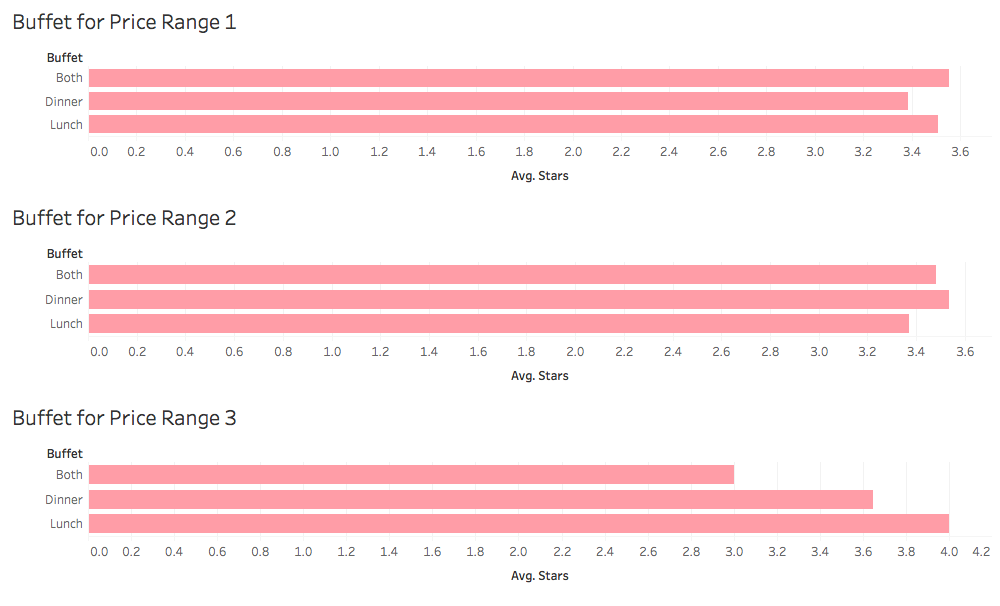 Buffet for Price Range 1
Buffet
Both
Dinner
Lunch
0.0 0.2 0.4 0.6 0.8 1.0 1.2 1.4 1.6 1.8 2.0 2.2 2.4 2.6 2.8 3.0 3.2 3.4 3.6
Avg. Stars
Buffet for Price Range 2
Buffet
Both
Dinner
Lunch
0.0 0.2 0.4 0.6 0.8 1.0 1.2 1.4 1.6 1.8 2.0 2.2 2.4 2.6 2.8 3.0 3.2 3.4 3.6
Avg. Stars
Buffet for Price Range 3
Buffet
Both
Dinner
Lunch
0.0 0.2 0.4 0.6 0.8 1.0 1.2 1.4 1.6 1.8 2.0 2.2 2.4 2.6 2.8 3.0 3.2 3.4 3.6 3.8 4.0 4.2
Avg. Stars